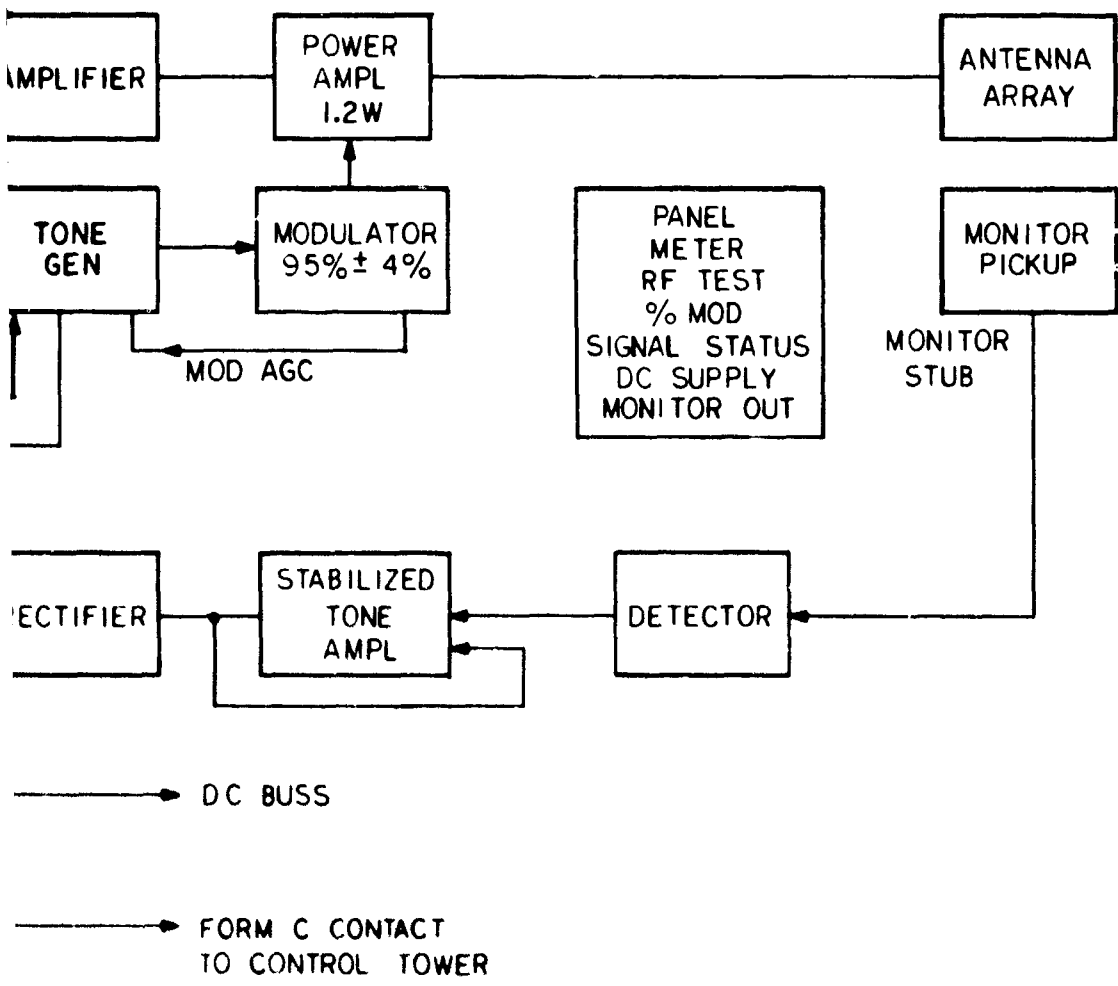 AMPLIFIER
POWER
AMPL
1.2W
ANTENNA
ARRAY
TONE
GEN
MODULATOR
95% ± 4%
MOD AGC
PANEL
METER
RF TEST
% MOD
SIGNAL STATUS
DC SUPPLY
MONITOR OUT
MONITOR
PICKUP
MONITOR
STUB
RECTIFIER
STABILIZED
TONE
AMPL
DETECTOR
DC BUSS
FORM C CONTACT
TO CONTROL TOWER